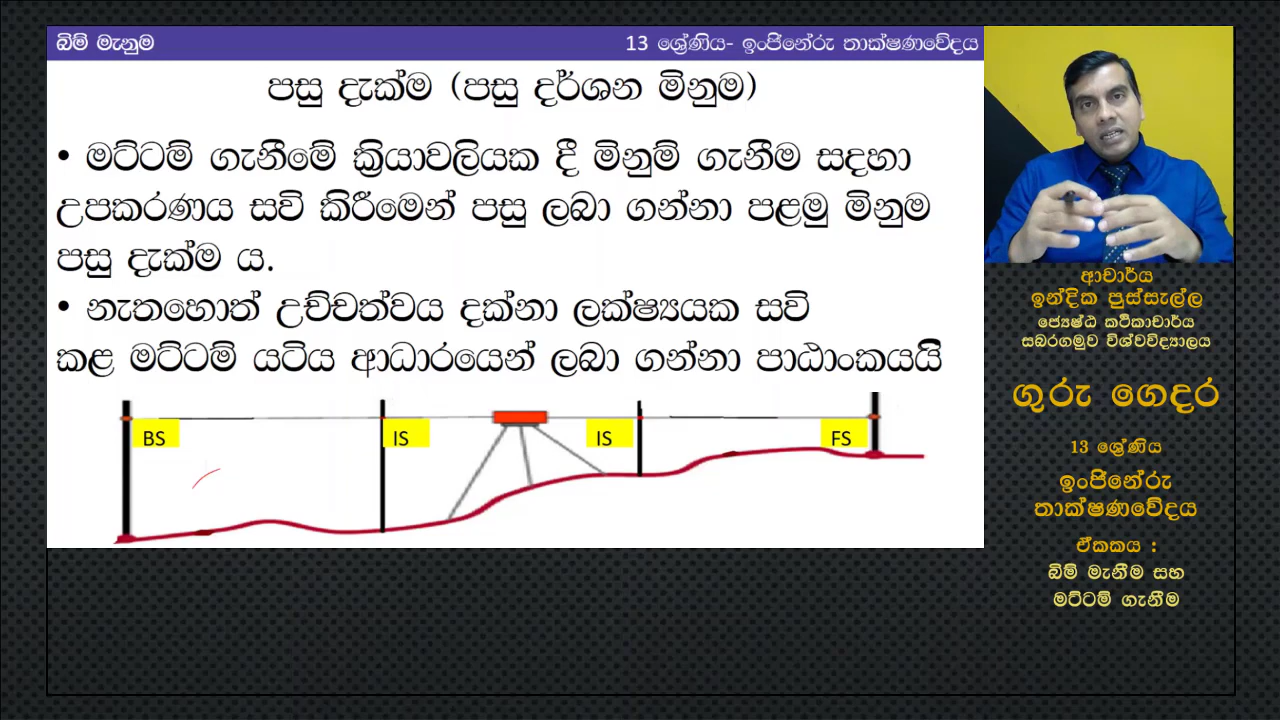 බිම් මැනුම
13 ශ්‍රේණිය- ඉංජිනේරු තාක්ෂණවේදය
පසු දැක්ම (පසු දර්ශන මිනුම)
• මට්ටම් ගැනීමේ ක්‍රියාවලියක දී මිනුම් ගැනීම සදහා
උපකරණය සවි කිරීමෙන් පසු ලබා ගන්නා පළමු මිනුම
පසු දැක්ම ය.
• නැතහොත් උච්චත්වය දක්නා ලක්ෂ්‍යයක සවි
කළ මට්ටම් යටිය ආධාරයෙන් ලබා ගන්නා පාඨාංකයයි
BS
IS
IS
FS
ආචාර්ය
ඉන්දික පුස්සැල්ල
ජ්‍යෙෂ්ඨ කථිකාචාර්ය
සබරගමුව විශ්වවිද්‍යාලය
ගුරු ගෙදර
13 ශ්‍රේණිය
ඉංජිනේරු
තාක්ෂණවේදය
ඒකකය :
බිම් මැනීම සහ
මට්ටම් ගැනීම